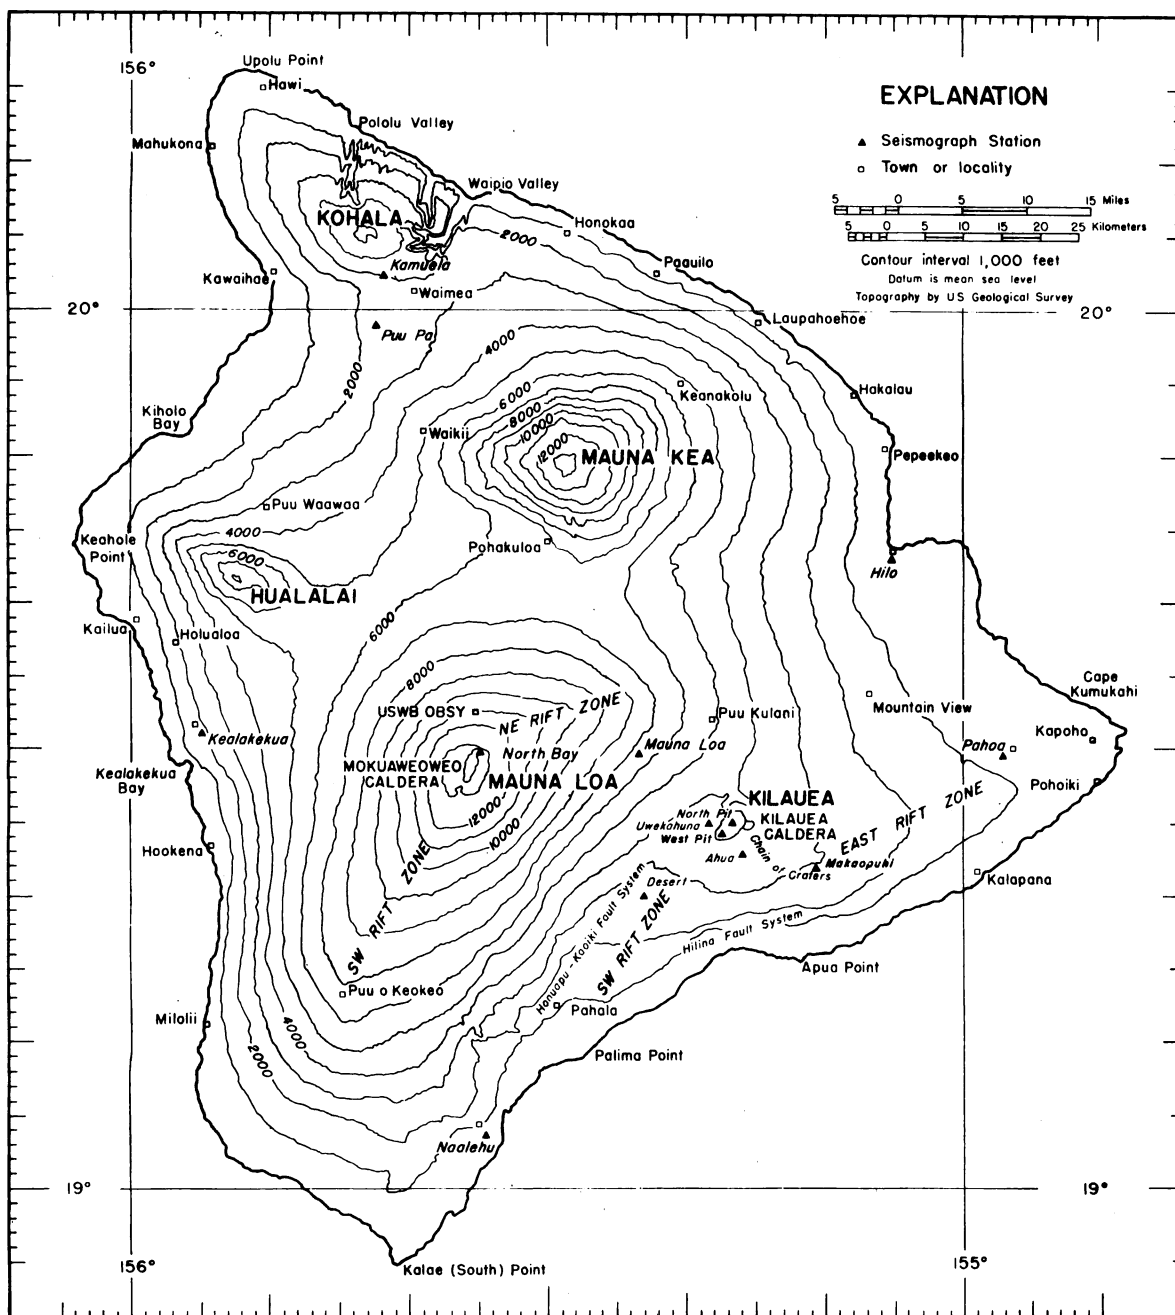 156°
Upolu Point
Hawi
EXPLANATION
Seismograph Station
Town or locality
5 0 5 10 15 Miles
5 0 5 10 15 20 25 Kilometers
Contour interval 1,000 feet
Datum is mean sea level
Topography by US Geological Survey
Pololu Valley
Mahukona
Waipio Valley
KOHALA
Honokaa
2000
Kamuela
Paauilo
Kawaihae
Waimea
20°
20°
Laupahoehoe
Puu Pa
4000
2000
Keanakolu
Hakalau
6000
8000
10000
12000
Kiholo
Bay
Waikii
MAUNA KEA
Pepeekeo
Puu Waawaa
4000
Keahole
Point
6000
Pohakuloa
Hilo
HUALALAI
Kailua
Holualoa
6000
8000
Cape
Kumukahi
USWB OBSY
NE RIFT ZONE
Puu Kulani
Mountain View
Kapoho
Kealakekua
North Bay
Mauna Loa
Pahoa
MOKUAWEOWEO
CALDERA
MAUNA LOA
Kealakekua
Bay
Pohoiki
KILAUEA
KILAUEA
CALDERA
North Pit
Uwekahuna
West Pit
12000
10000
EAST RIFT ZONE
Hookena
Ahua
Chain
of
Craters
Makaopuhi
Kalapana
Desert
SW RIFT ZONE
Honuapu - Kaoiki Fault System
SW RIFT ZONE
Hilina Fault System
Apua Point
Puu o Keokeo
Pahala
Milolii
4000
2000
Palima Point
Naalehu
19°
19°
156°
155°
Kalae (South) Point